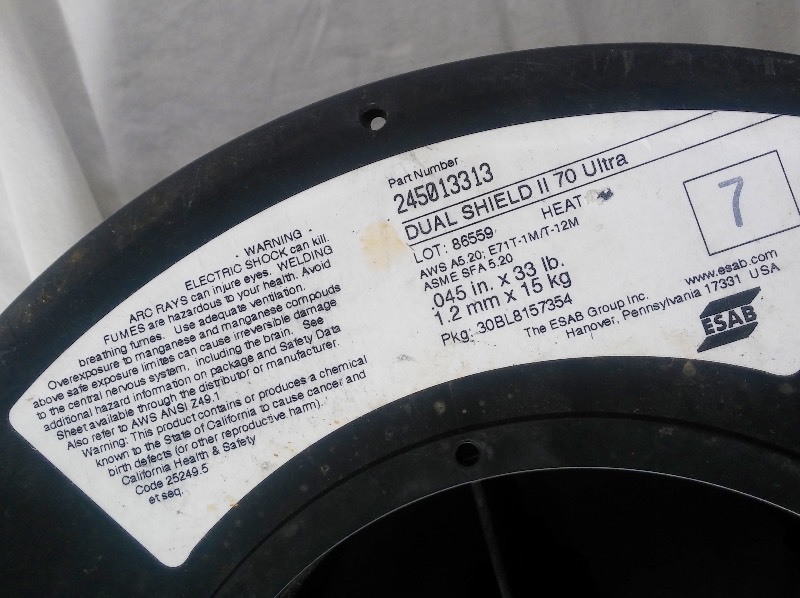 - WARNING -
ELECTRIC SHOCK can kill.
ARC RAYS can injure eyes. WELDING
FUMES are hazardous to your health. Avoid
breathing fumes. Use adequate ventilation.
Overexposure to manganese and manganese compouds
above safe exposure limits can cause irreversible damage
to the central nervous system, including the brain. See
additional hazard information on package and Safety Data
Sheet available through the distributor or manufacturer.
Also refer to AWS ANSI Z49.1
Warning: This product contains or produces a chemical
known to the State of California to cause cancer and
birth defects (or other reproductive harm).
California Health & Safety
Code 25249.5
et seq.
Part Number
245013313
DUAL SHIELD II 70 Ultra
LOT: 86559 HEAT
AWS A5.20; E71T-1M/T-12M
ASME SFA 5.20
.045 in. x 33 lb.
1.2 mm x 15 kg
Pkg: 30BL8157354
7
www.esab.com
The ESAB Group Inc.
Hanover, Pennsylvania 17331 USA
ESAB